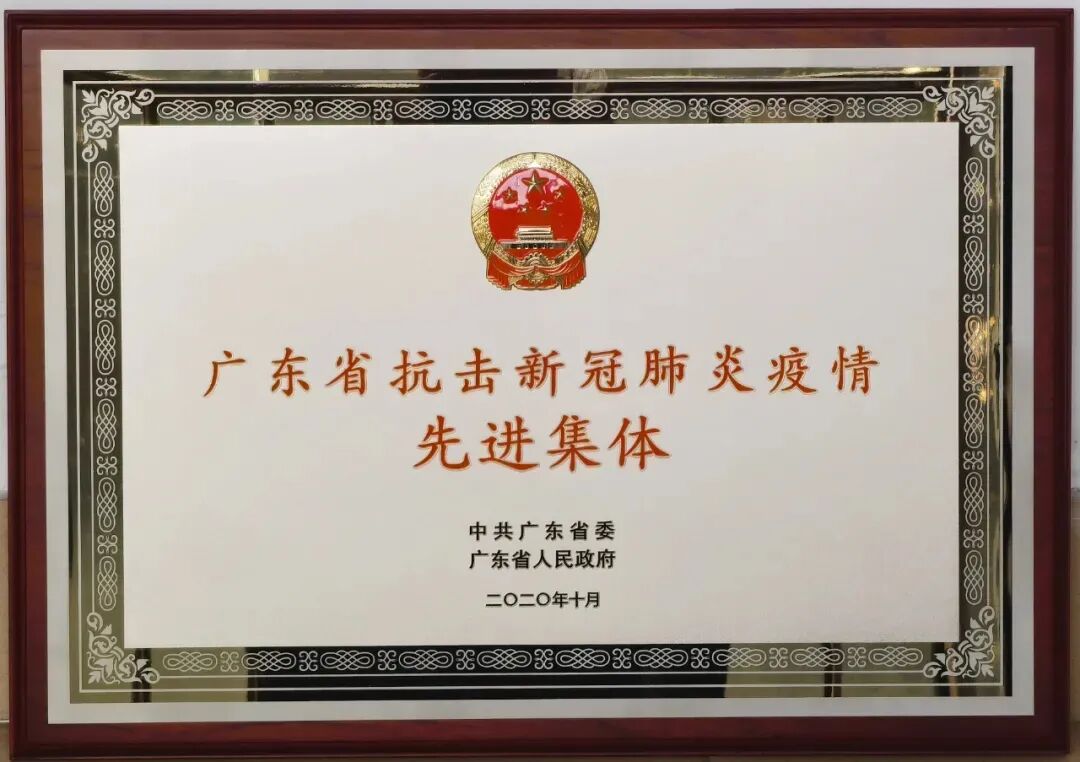 广东省抗击新冠肺炎疫情
先进集体
中共广东省委
广东省人民政府
二〇二〇年十月